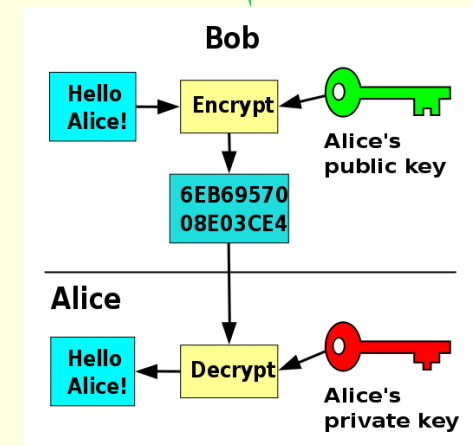 Bob
Hello
Alice!
Encrypt
Alice's
public key
6EB69570
08E03CE4
Alice
Hello
Alice!
Decrypt
Alice's
private key